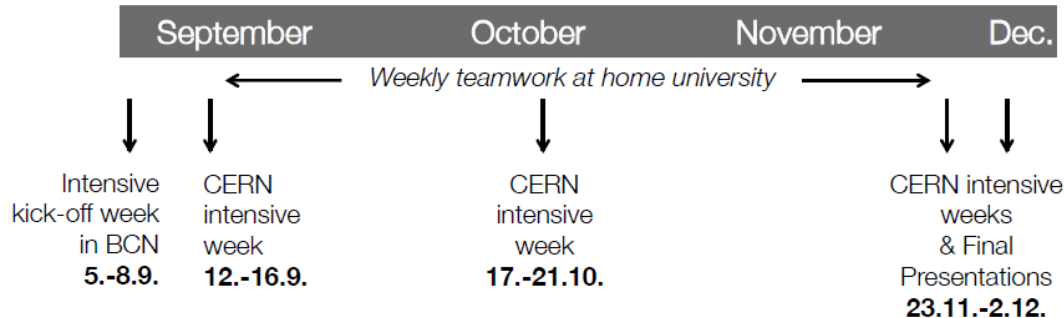 September October November Dec.
Weekly teamwork at home university
Intensive
kick-off week
in BCN
5.-8.9.
CERN
intensive
week
12.-16.9.
CERN
intensive
week
17.-21.10.
CERN intensive
weeks
& Final
Presentations
23.11.-2.12.